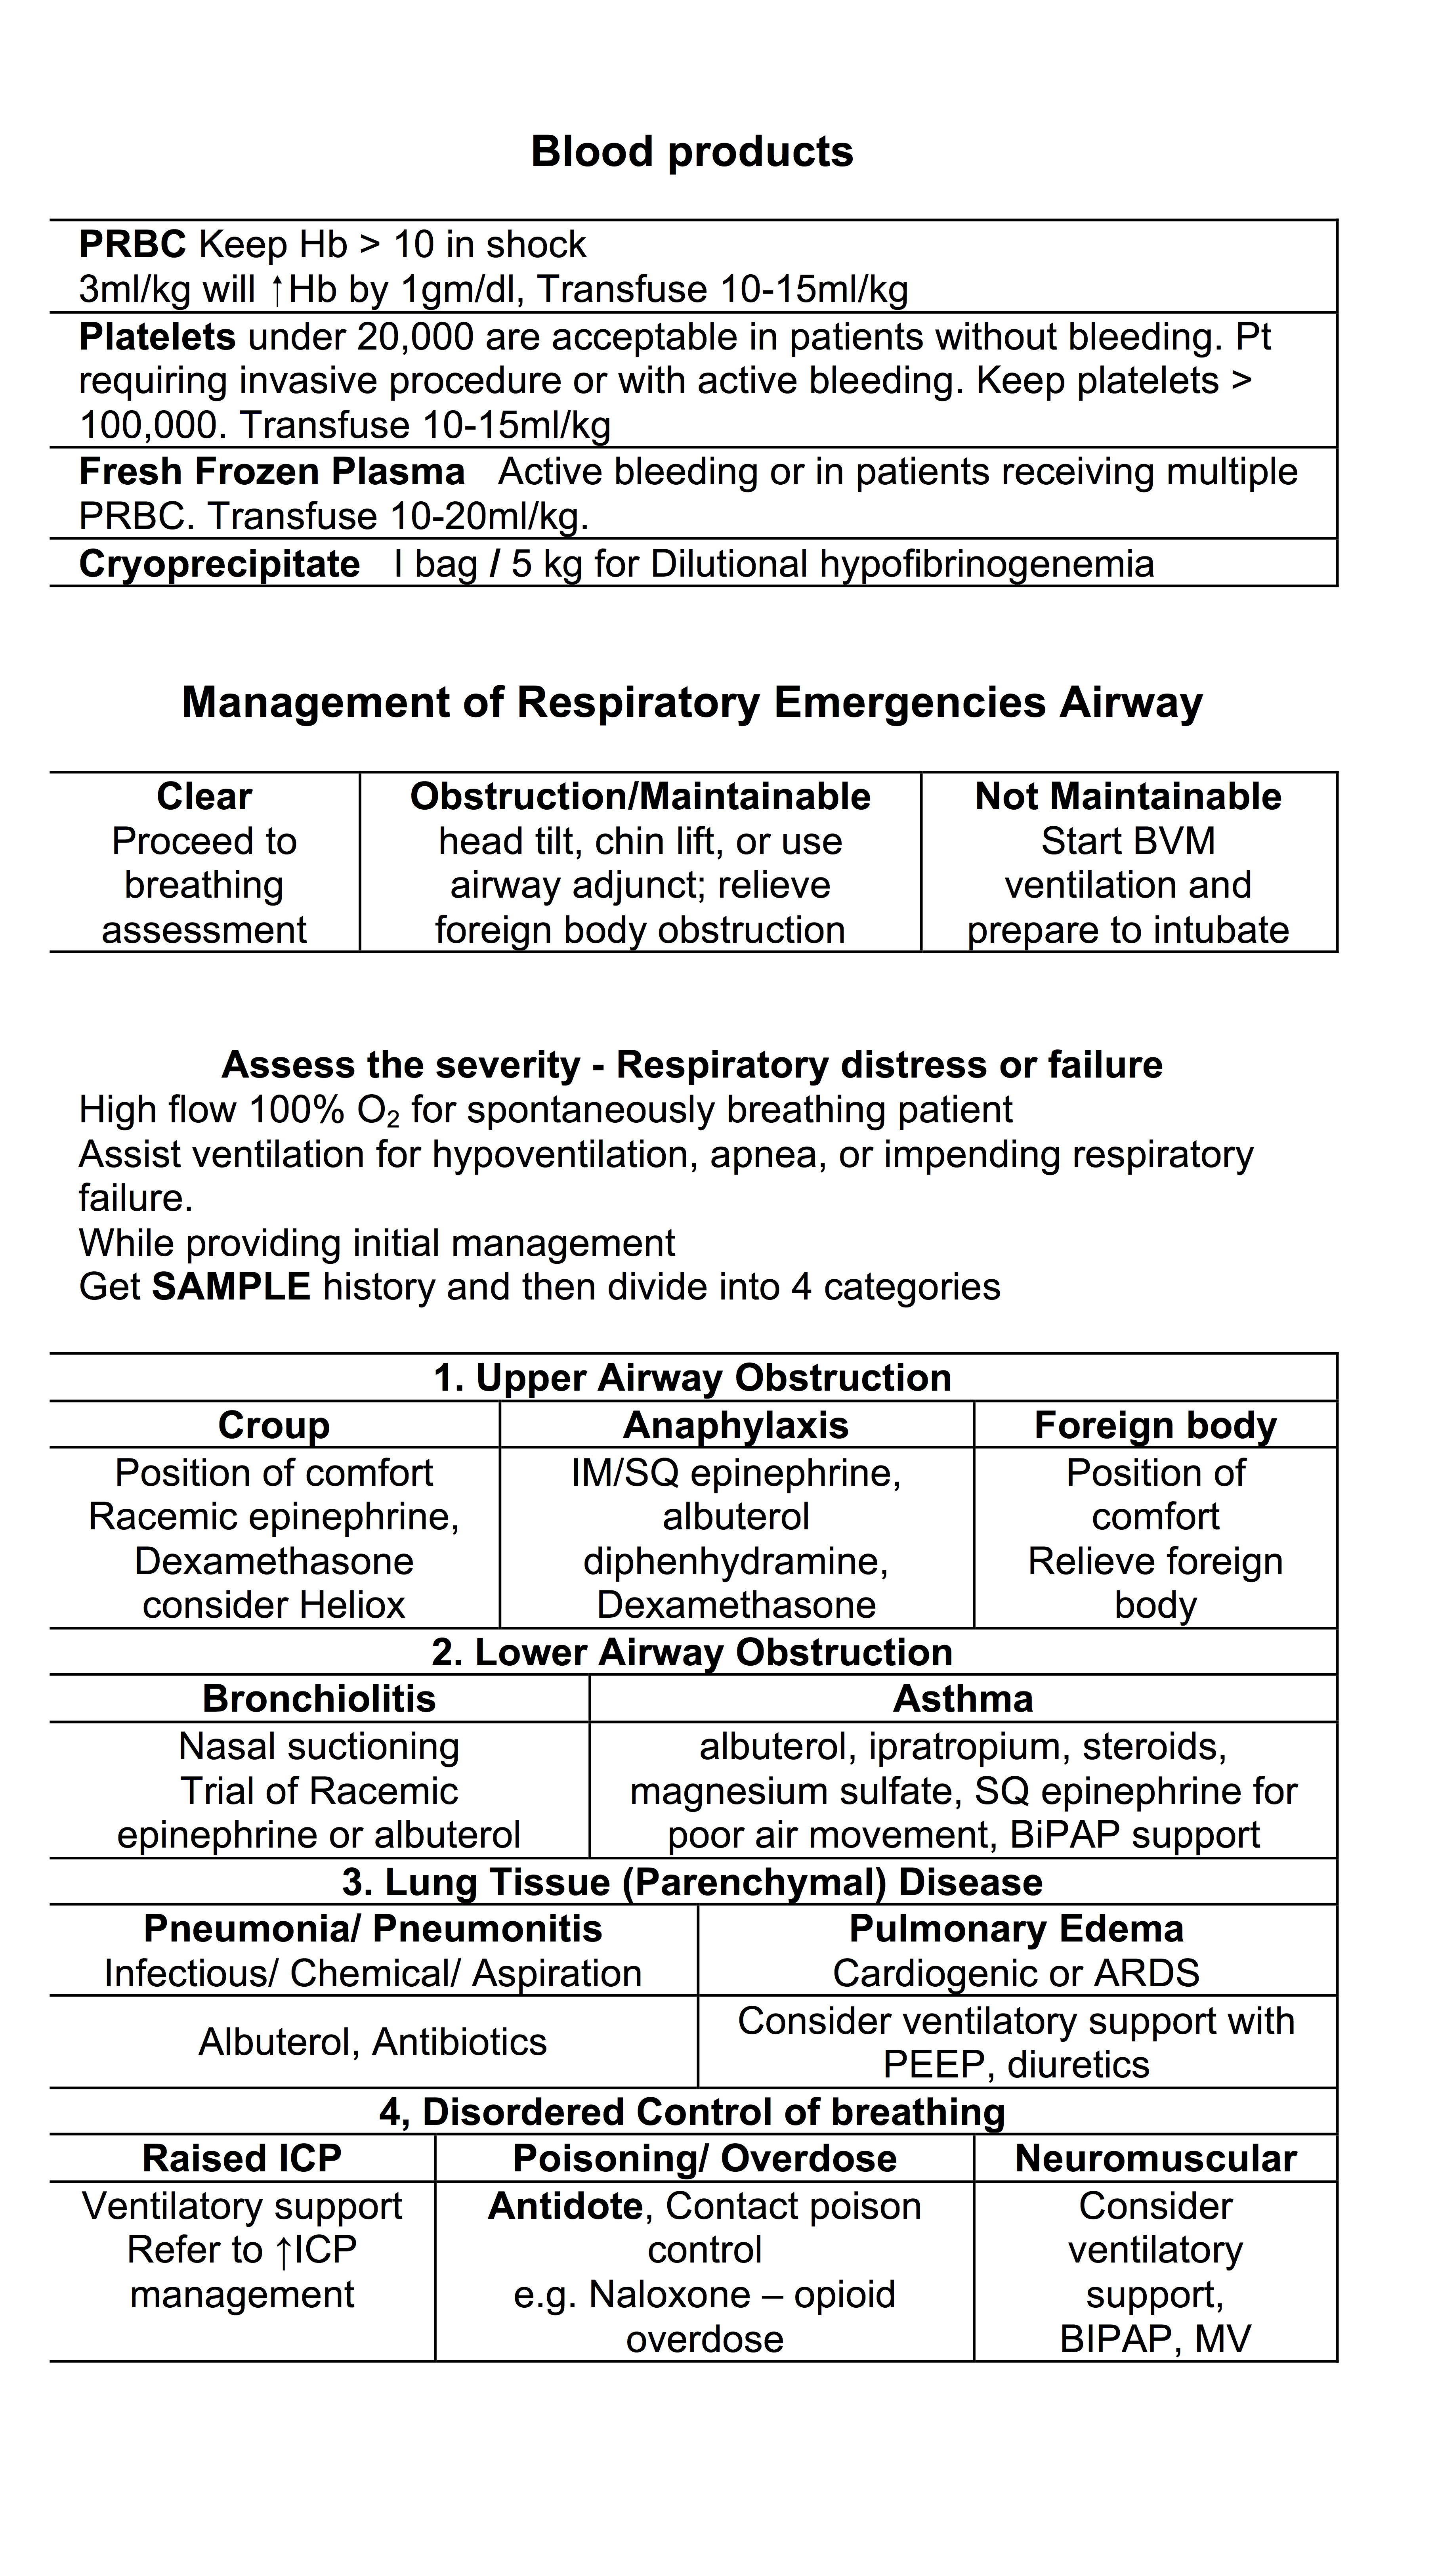 Blood products
PRBC Keep Hb > 10 in shock
3ml/kg will ↑Hb by 1gm/dl, Transfuse 10-15ml/kg
Platelets under 20,000 are acceptable in patients without bleeding. Pt
requiring invasive procedure or with active bleeding. Keep platelets >
100,000. Transfuse 10-15ml/kg
Fresh Frozen Plasma Active bleeding or in patients receiving multiple
PRBC. Transfuse 10-20ml/kg.
Cryoprecipitate I bag / 5 kg for Dilutional hypofibrinogenemia
Management of Respiratory Emergencies Airway
Clear
Proceed to
breathing
assessment
Obstruction/Maintainable
head tilt, chin lift, or use
airway adjunct; relieve
foreign body obstruction
Not Maintainable
Start BVM
ventilation and
prepare to intubate
Assess the severity - Respiratory distress or failure
High flow 100% O₂ for spontaneously breathing patient
Assist ventilation for hypoventilation, apnea, or impending respiratory
failure.
While providing initial management
Get SAMPLE history and then divide into 4 categories
1. Upper Airway Obstruction
Croup
Position of comfort
Racemic epinephrine,
Dexamethasone
consider Heliox
Anaphylaxis
IM/SQ epinephrine,
albuterol
diphenhydramine,
Dexamethasone
Foreign body
Position of
comfort
Relieve foreign
body
2. Lower Airway Obstruction
Bronchiolitis
Nasal suctioning
Trial of Racemic
epinephrine or albuterol
Asthma
albuterol, ipratropium, steroids,
magnesium sulfate, SQ epinephrine for
poor air movement, BiPAP support
3. Lung Tissue (Parenchymal) Disease
Pneumonia/ Pneumonitis
Infectious/ Chemical/ Aspiration
Albuterol, Antibiotics
Pulmonary Edema
Cardiogenic or ARDS
Consider ventilatory support with
PEEP, diuretics
4, Disordered Control of breathing
Raised ICP
Ventilatory support
Refer to ↑ICP
management
Poisoning/ Overdose
Antidote, Contact poison
control
e.g. Naloxone – opioid
overdose
Neuromuscular
Consider
ventilatory
support,
BIPAP, MV